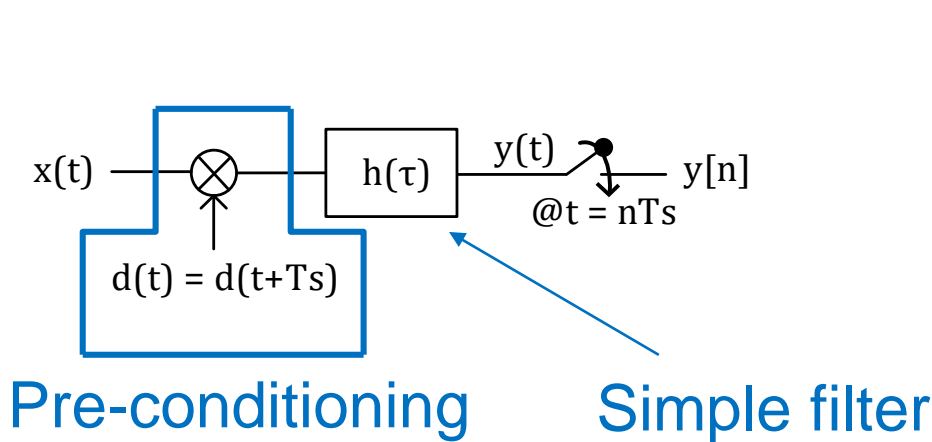 x(t)
h(τ)
y(t)
y[n]
@t = nTs
d(t) = d(t+Ts)
Pre-conditioning
Simple filter